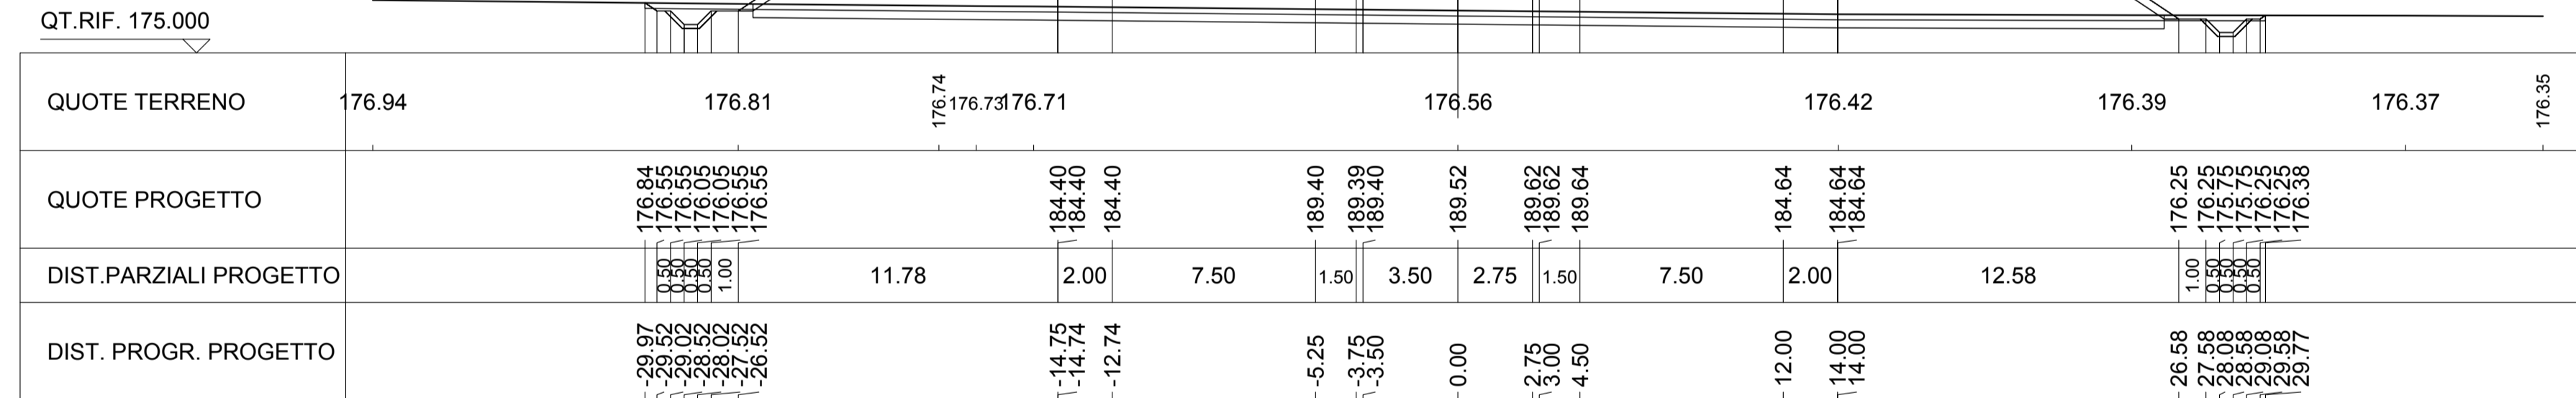 QT.RIF. 175.000
QUOTE TERRENO 176.94 176.81 176.74 176.73 176.71 176.56 176.42 176.39 176.37 176.35
QUOTE PROGETTO 176.84 176.55 176.55 176.05 176.05 176.55 176.55 184.40 184.40 184.40 189.40 189.39 189.40 189.52 189.62 189.62 189.64 184.64 184.64 184.64 176.25 176.25 175.75 175.75 176.25 176.25 176.38
DIST.PARZIALI PROGETTO 0.50 0.50 0.50 0.50 1.00 11.78 2.00 7.50 1.50 3.50 2.75 1.50 7.50 2.00 12.58 1.00 0.50 0.50 0.50 0.50
DIST. PROGR. PROGETTO -29.97 -29.52 -29.02 -28.52 -28.02 -27.52 -26.52 -14.75 -14.74 -12.74 -5.25 -3.75 -3.50 0.00 2.75 3.00 4.50 12.00 14.00 14.00 26.58 27.58 28.08 28.58 29.08 29.58 29.77